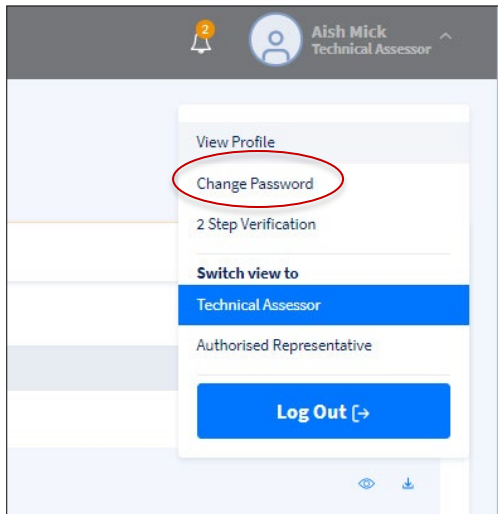 2
Aish Mick
Technical Assessor
View Profile
Change Password
2 Step Verification
Switch view to
Technical Assessor
Authorised Representative
Log Out